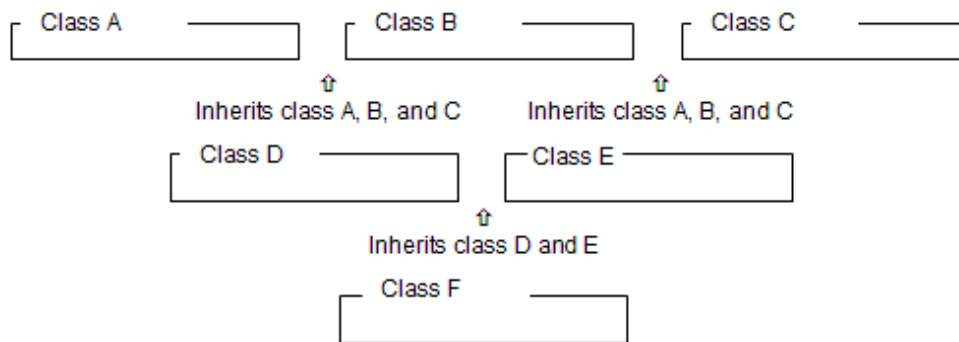 Class A Class B Class C
Inherits class A, B, and C Inherits class A, B, and C
Class D Class E
Inherits class D and E
Class F